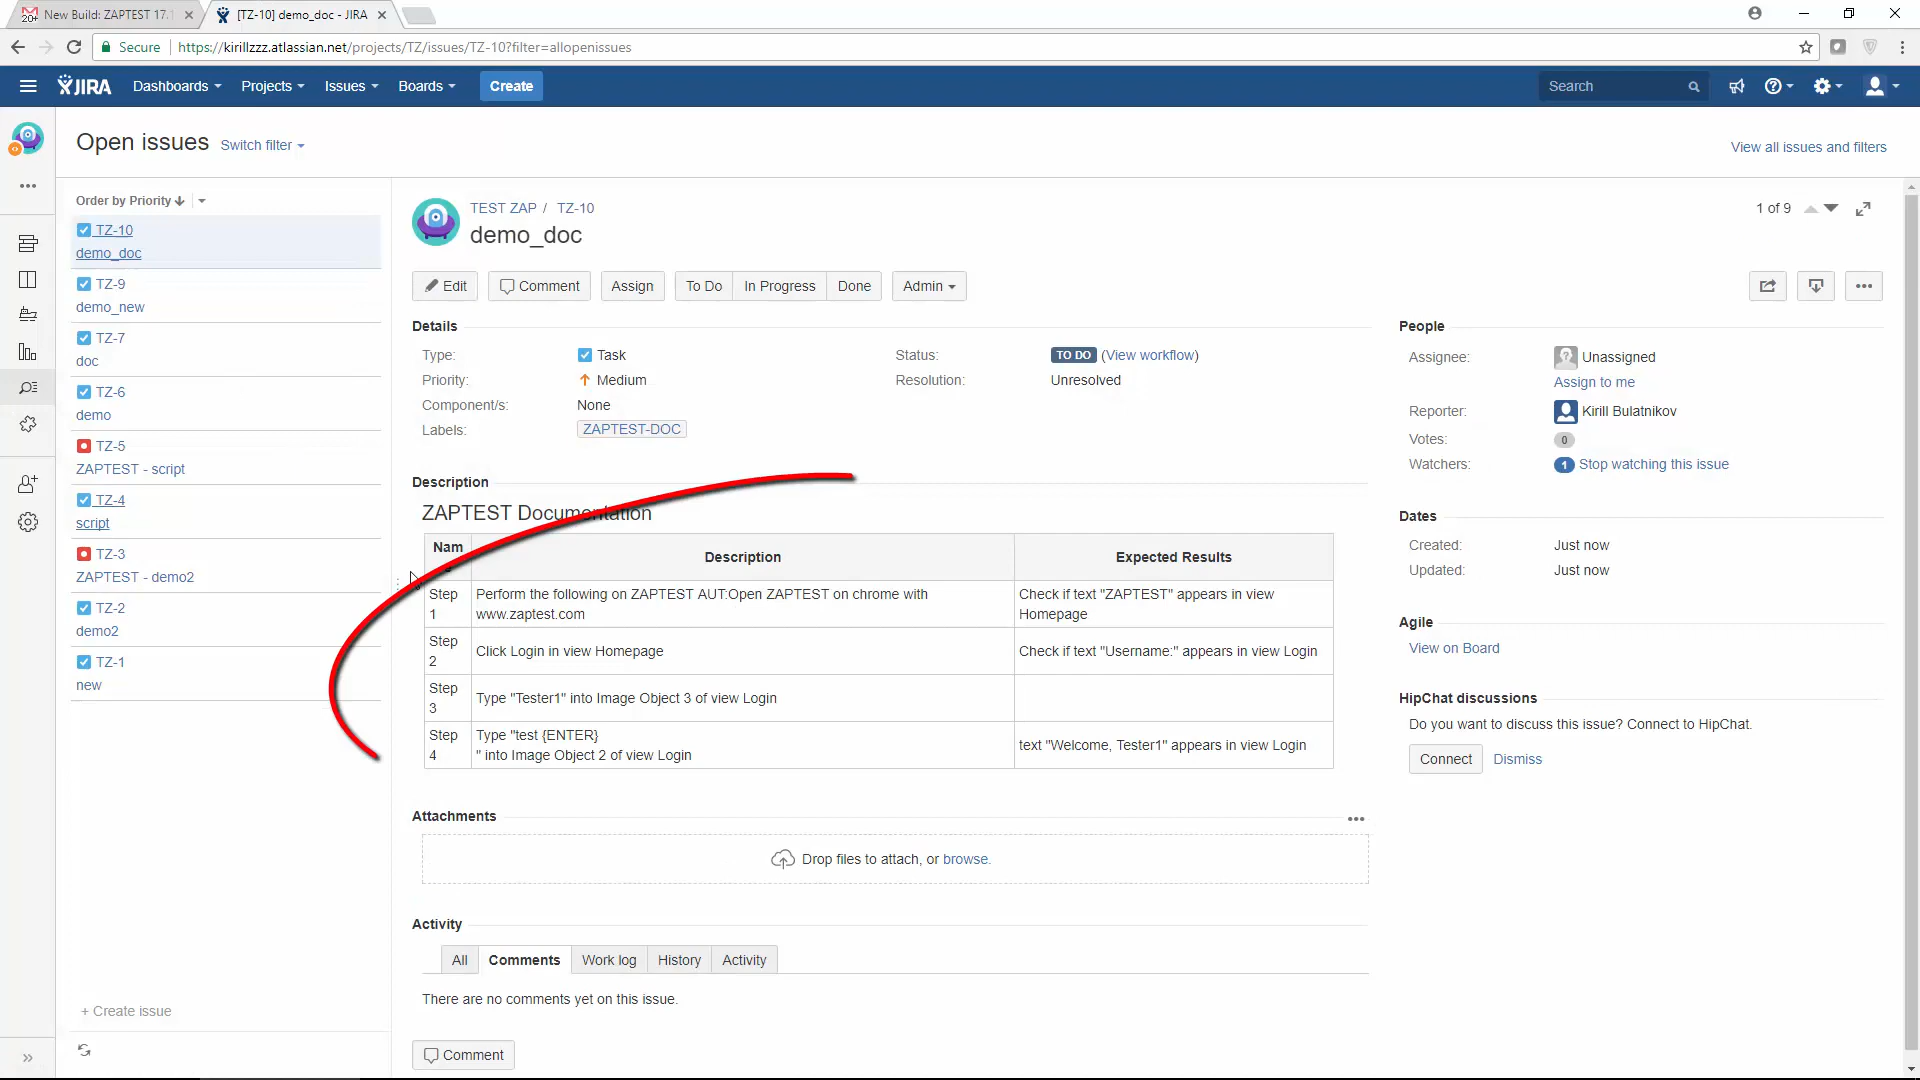 New Build: ZAPTEST 17.1
[TZ-10] demo_doc - JIRA
Secure
https://kirillzzz.atlassian.net/projects/TZ/issues/TZ-10?filter=allopenissues
JIRA Dashboards Projects Issues Boards Create
Search
Open issues
Switch filter
View all issues and filters
Order by Priority
TZ-10
demo_doc
TZ-9
demo_new
TZ-7
doc
TZ-6
demo
TZ-5
ZAPTEST - script
TZ-4
script
TZ-3
ZAPTEST - demo2
TZ-2
demo2
TZ-1
new
+ Create issue
TEST ZAP / TZ-10
demo_doc
1 of 9
Edit Comment Assign To Do In Progress Done Admin
Details
Type: Task
Priority: Medium
Component/s: None
Labels: ZAPTEST-DOC
Status: TO DO (View workflow)
Resolution: Unresolved
Description
ZAPTEST Documentation
Nam
Description
Expected Results
Step
1
Perform the following on ZAPTEST AUT:Open ZAPTEST on chrome with
www.zaptest.com
Check if text "ZAPTEST" appears in view
Homepage
Step
2
Click Login in view Homepage
Check if text "Username:" appears in view Login
Step
3
Type "Tester1" into Image Object 3 of view Login
Step
4
Type "test {ENTER}
" into Image Object 2 of view Login
text "Welcome, Tester1" appears in view Login
Attachments
Drop files to attach, or browse.
Activity
All Comments Work log History Activity
There are no comments yet on this issue.
Comment
People
Assignee: Unassigned
Assign to me
Reporter: Kirill Bulatnikov
Votes: 0
Watchers: 1 Stop watching this issue
Dates
Created: Just now
Updated: Just now
Agile
View on Board
HipChat discussions
Do you want to discuss this issue? Connect to HipChat.
Connect Dismiss